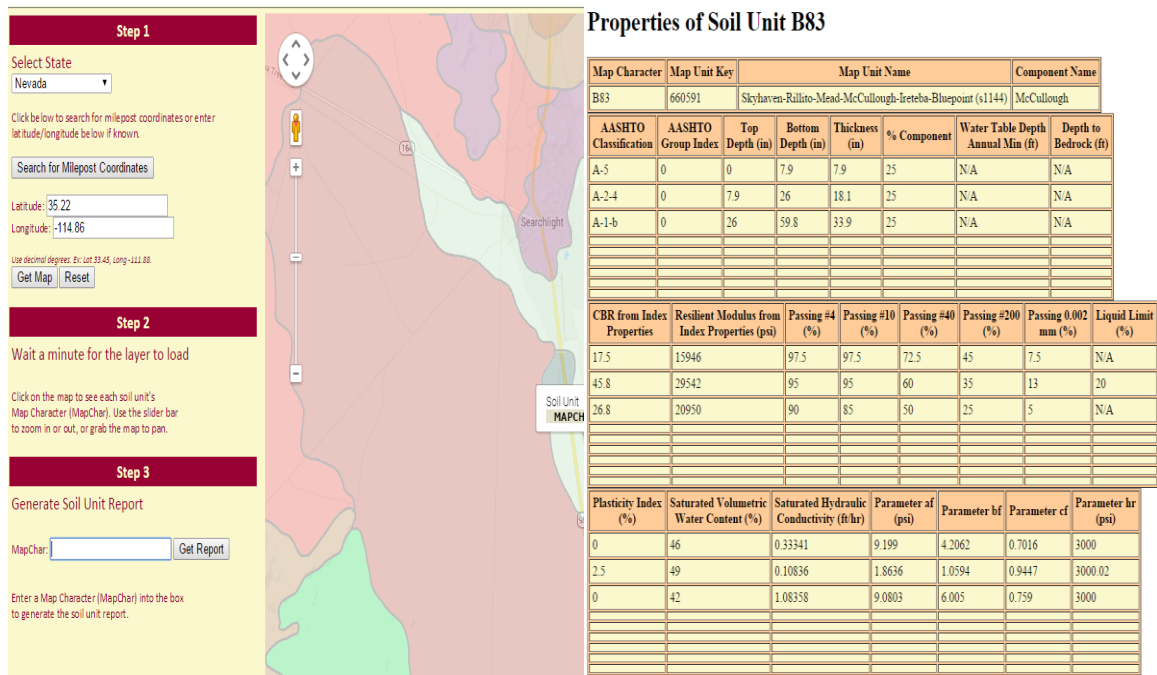 Step 1
Select State
Nevada
Click below to search for milepost coordinates or enter
latitude/longitude below if known.
Search for Milepost Coordinates
Latitude: 35.22
Longitude: -114.86
Use decimal degrees. Ex: Lat 33.45, Long -111.88.
Get Map Reset
Step 2
Wait a minute for the layer to load
Click on the map to see each soil unit's
Map Character (MapChar). Use the slider bar
to zoom in or out, or grab the map to pan.
Step 3
Generate Soil Unit Report
MapChar: Get Report
Enter a Map Character (MapChar) into the box
to generate the soil unit report.
164
Searchlight
Soil Unit
MAPCH
Properties of Soil Unit B83
Map Character Map Unit Key Map Unit Name Component Name
B83 660591 Skyhaven-Rillito-Mead-McCullough-Ireteba-Bluepoint (s1144) McCullough
AASHTO AASHTO Top Bottom Thickness % Component Water Table Depth Depth to
Classification Group Index Depth (in) Depth (in) (in) Annual Min (ft) Bedrock (ft)
A-5 0 0 7.9 7.9 25 N/A N/A
A-2-4 0 7.9 26 18.1 25 N/A N/A
A-1-b 0 26 59.8 33.9 25 N/A N/A
CBR from Index Resilient Modulus from Passing #4 Passing #10 Passing #40 Passing #200 Passing 0.002 Liquid Limit
Properties Index Properties (psi) (%) (%) (%) (%) mm (%) (%)
17.5 15946 97.5 97.5 72.5 45 7.5 N/A
45.8 29542 95 95 60 35 13 20
26.8 20950 90 85 50 25 5 N/A
Plasticity Index Saturated Volumetric Saturated Hydraulic Parameter af Parameter bf Parameter cf Parameter hr
(%) Water Content (%) Conductivity (ft/hr) (psi) (psi)
0 46 0.33341 9.199 4.2062 0.7016 3000
2.5 49 0.10836 1.8636 1.0594 0.9447 3000.02
0 42 1.08358 9.0803 6.005 0.759 3000